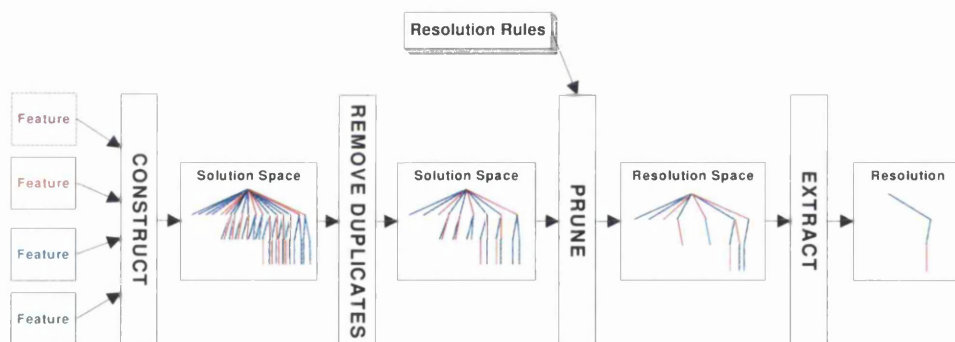 Resolution Rules
Feature
Feature
Feature
Feature
CONSTRUCT
Solution Space
REMOVE DUPLICATES
Solution Space
PRUNE
Resolution Space
EXTRACT
Resolution